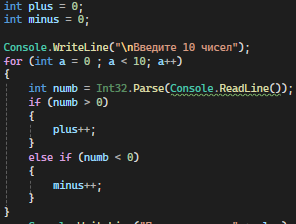 int plus = 0;
int minus = 0;
Console.WriteLine("\nВведите 10 чисел");
for (int a = 0 ; a < 10; a++)
{
int numb = Int32.Parse(Console.ReadLine());
if (numb > 0)
{
plus++;
}
else if (numb < 0)
{
minus++;
}
}